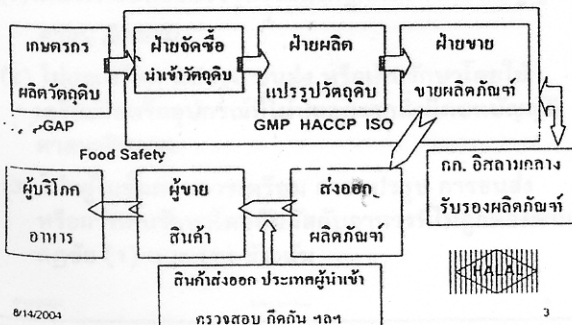 เกษตรกร
ผลิตวัตถุดิบ
ฝ่ายจัดซื้อ
นำเข้าวัตถุดิบ
ฝ่ายผลิต
แปรรูปวัตถุดิบ
ฝ่ายขาย
ขายผลิตภัณฑ์
GAP
GMP HACCP ISO
Food Safety
ผู้บริโภค
อาหาร
ผู้ขาย
สินค้า
ส่งออก
ผลิตภัณฑ์
กก. อิสลามกลาง
รับรองผลิตภัณฑ์
HALAL
สินค้าส่งออก ประเทศผู้นำเข้า
ตรวจสอบ กีดกัน ฯลฯ
8/14/2004
3